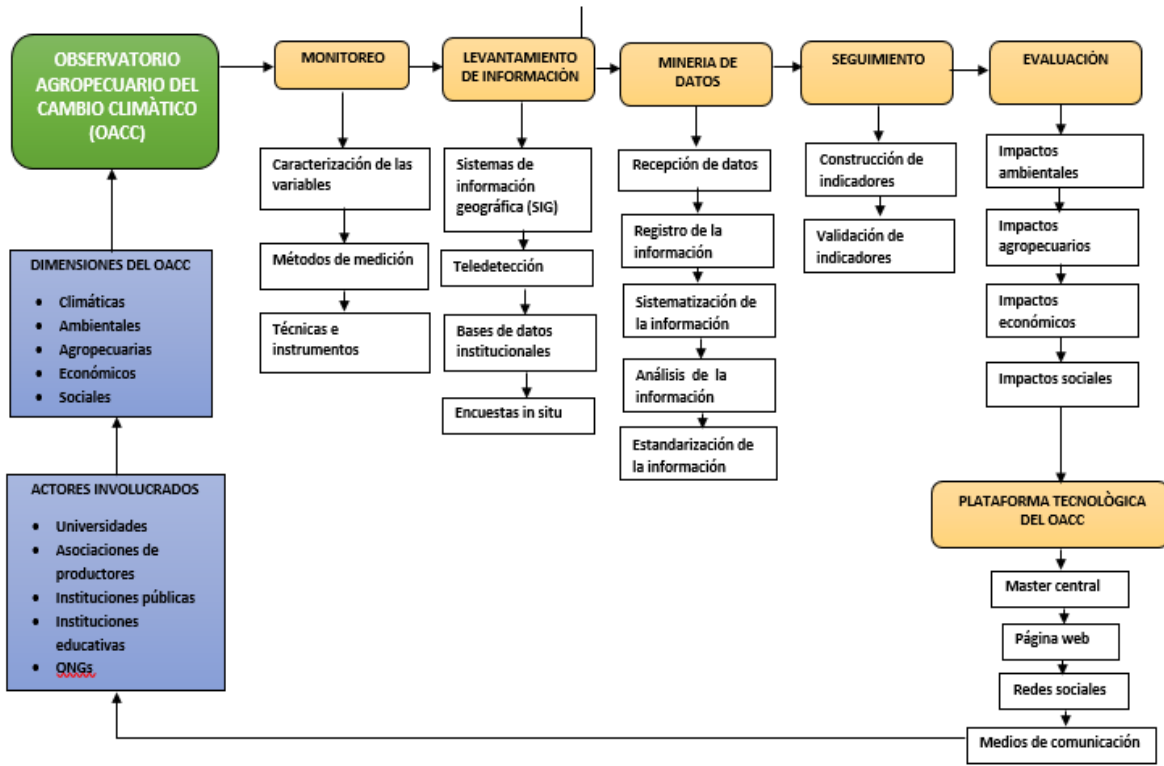 OBSERVATORIO
AGROPECUARIO DEL
CAMBIO CLIMÀTICO
(OACC)
MONITOREO
LEVANTAMIENTO
DE INFORMACIÓN
MINERIA DE
DATOS
SEGUIMIENTO
EVALUACIÓN
Caracterización de las
variables
Métodos de medición
Técnicas e
instrumentos
Sistemas de
información
geográfica (SIG)
Teledetección
Bases de datos
institucionales
Encuestas in situ
Recepción de datos
Registro de la
información
Sistematización de
la información
Análisis de la
información
Estandarización de
la información
Construcción de
indicadores
Validación de
indicadores
Impactos
ambientales
Impactos
agropecuarios
Impactos
económicos
Impactos sociales
DIMENSIONES DEL OACC
• Climáticas
• Ambientales
• Agropecuarias
• Económicos
• Sociales
ACTORES INVOLUCRADOS
• Universidades
• Asociaciones de
productores
• Instituciones públicas
• Instituciones
educativas
• ONGs
PLATAFORMA TECNOLÒGICA
DEL OACC
Master central
Página web
Redes sociales
Medios de comunicación